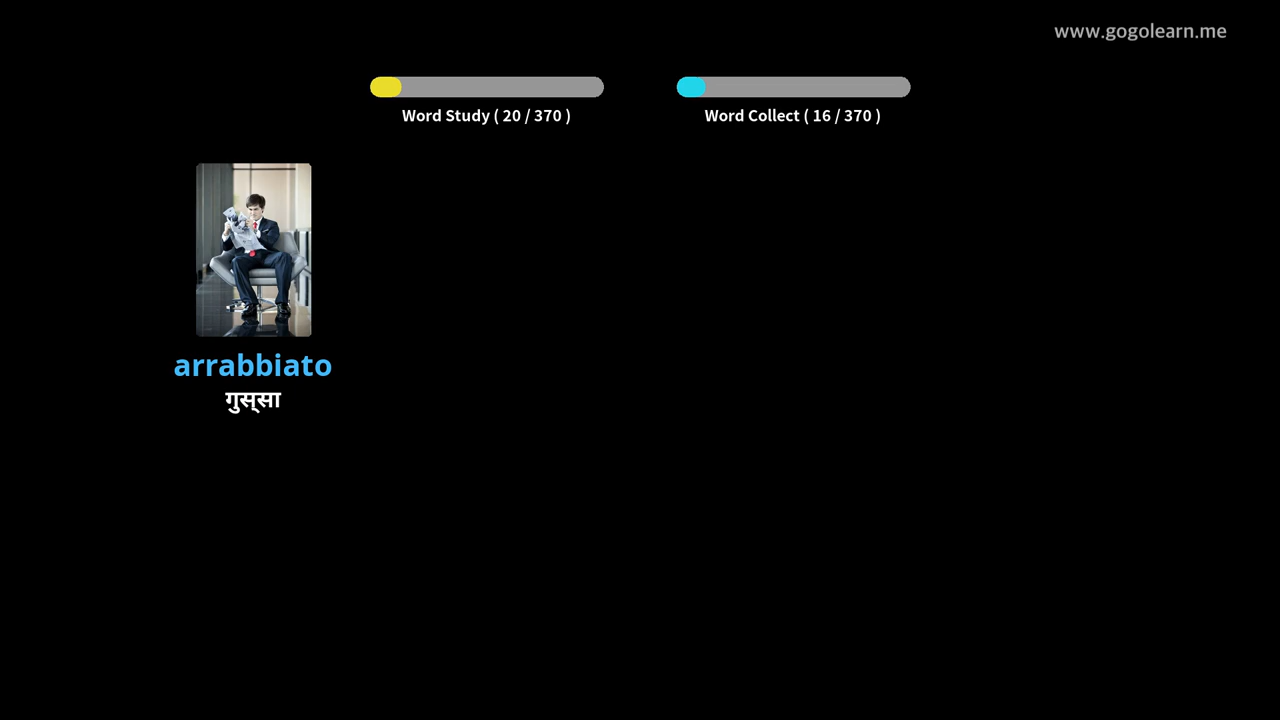 www.gogolearn.me
Word Study ( 20 / 370 )
Word Collect ( 16 / 370 )
arrabbiato
गुस्सा